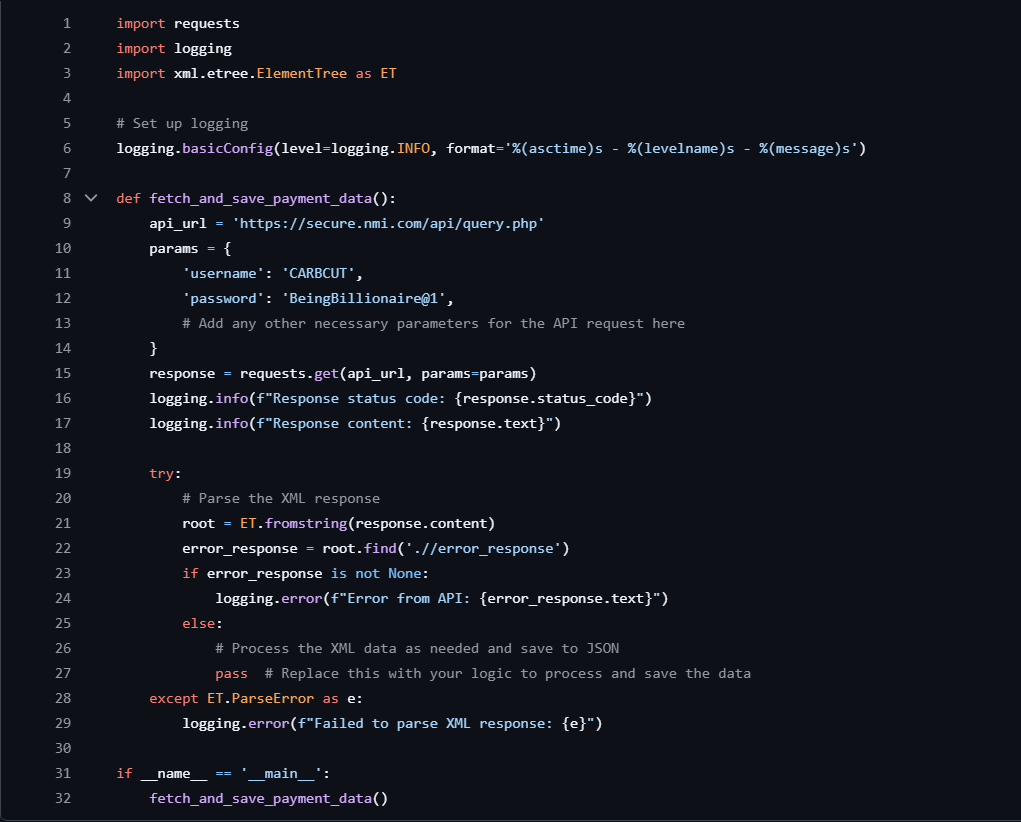 1 import requests
2 import logging
3 import xml.etree.ElementTree as ET
4
5 # Set up logging
6 logging.basicConfig(level=logging.INFO, format='%(asctime)s - %(levelname)s - %(message)s')
7
8 def fetch_and_save_payment_data():
9     api_url = 'https://secure.nmi.com/api/query.php'
10     params = {
11         'username': 'CARBCUT',
12         'password': 'BeingBillionaire@1',
13         # Add any other necessary parameters for the API request here
14     }
15     response = requests.get(api_url, params=params)
16     logging.info(f"Response status code: {response.status_code}")
17     logging.info(f"Response content: {response.text}")
18
19     try:
20         # Parse the XML response
21         root = ET.fromstring(response.content)
22         error_response = root.find('.//error_response')
23         if error_response is not None:
24             logging.error(f"Error from API: {error_response.text}")
25         else:
26             # Process the XML data as needed and save to JSON
27             pass  # Replace this with your logic to process and save the data
28     except ET.ParseError as e:
29         logging.error(f"Failed to parse XML response: {e}")
30
31 if __name__ == '__main__':
32     fetch_and_save_payment_data()